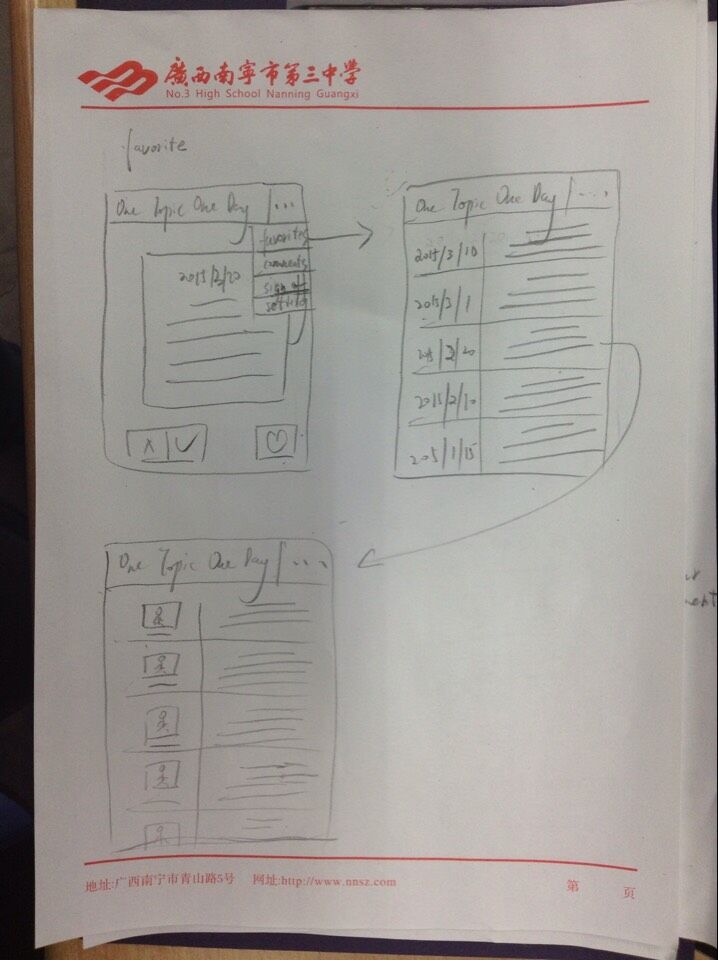 廣西南寧市第三中学
No.3 High School Nanning Guangxi
favorite
One Topic One Day | ...
favorites
comments
sign out
settings
2015/2/20
One Topic One Day | ...
2015/3/10
2015/3/1
2015/2/20
2015/2/10
2015/1/15
One Topic One Day | ...
地址:广西南宁市青山路5号 网址:http://www.nnsz.com
第 页